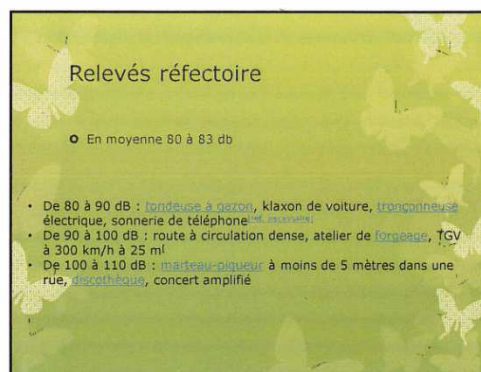 Relevés réfectoire
En moyenne 80 à 83 db
• De 80 à 90 dB : tondeuse à gazon, klaxon de voiture, tronçonneuse
électrique, sonnerie de téléphone[réf. nécessaire]
• De 90 à 100 dB : route à circulation dense, atelier de forgeage, TGV
à 300 km/h à 25 m[
• De 100 à 110 dB : marteau-piqueur à moins de 5 mètres dans une
rue, discothèque, concert amplifié